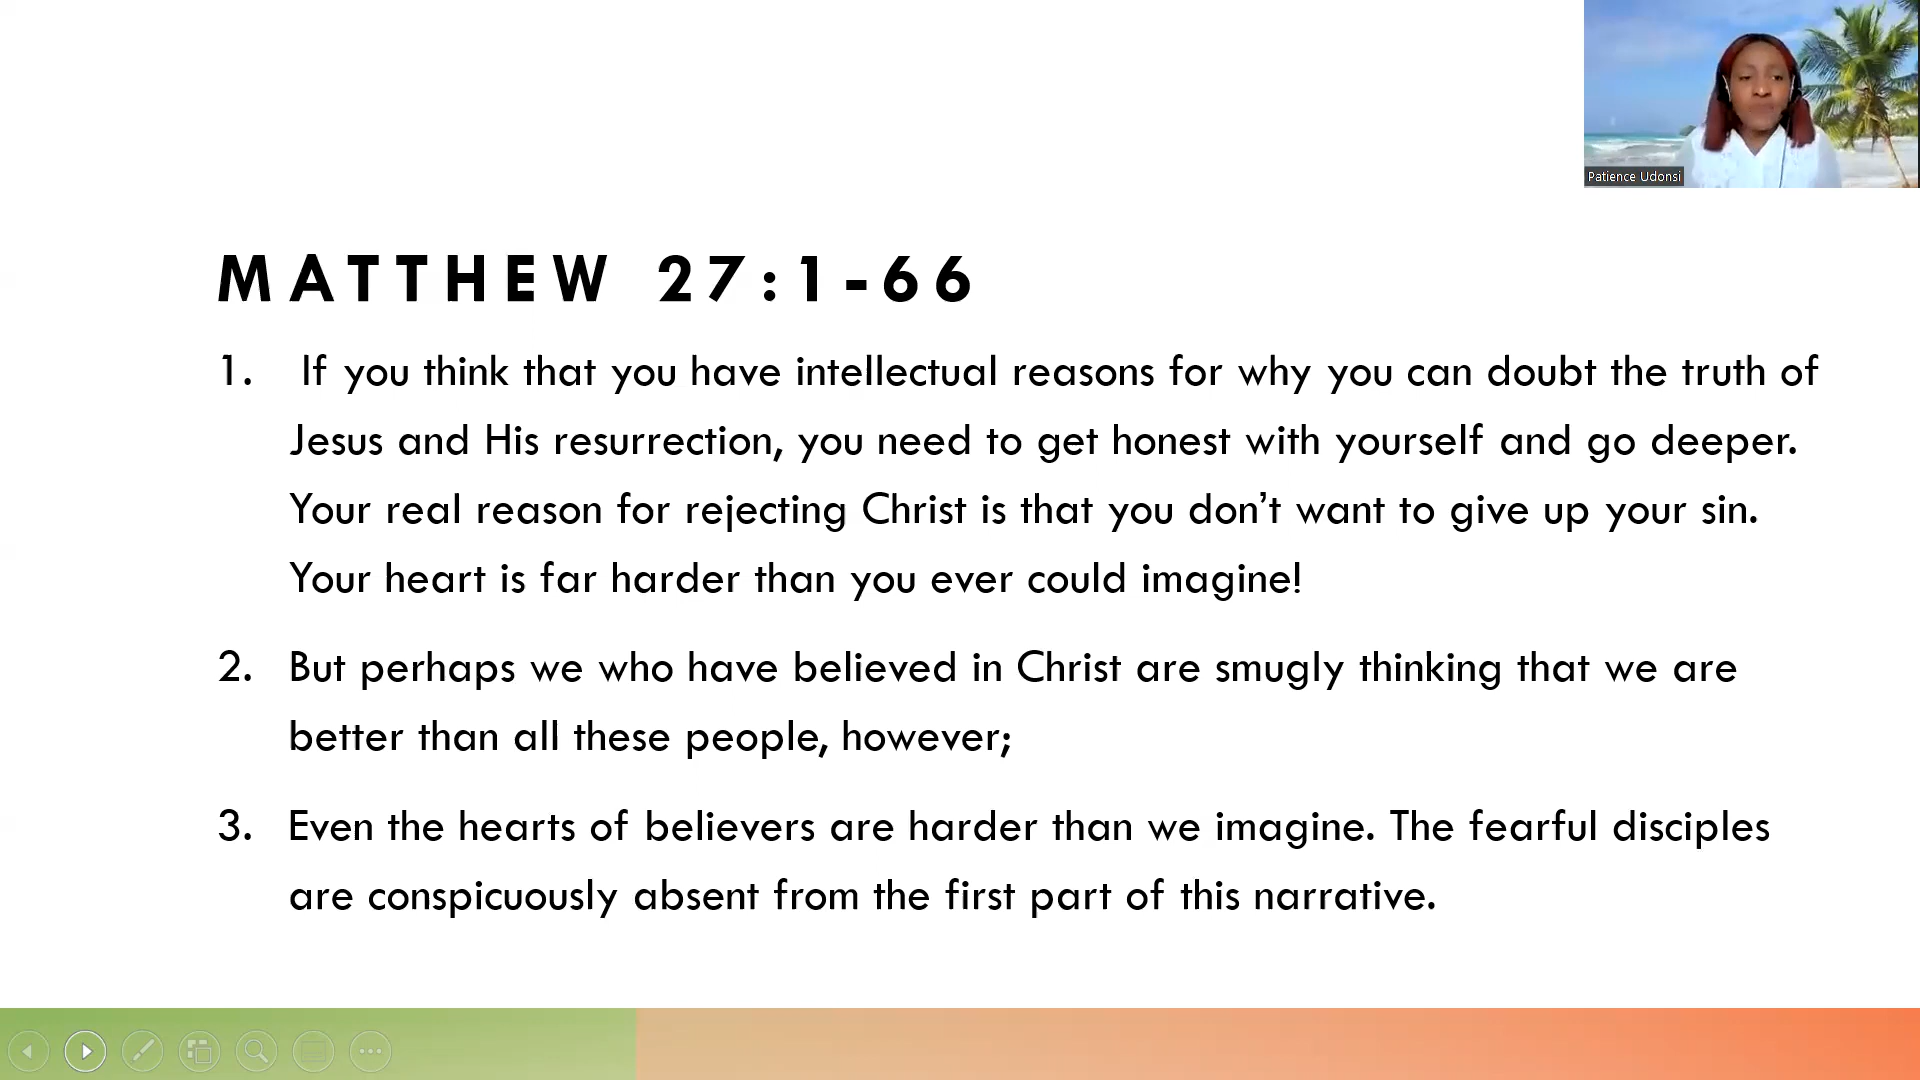 Patience Udonsi
MATTHEW 27:1-66
1. If you think that you have intellectual reasons for why you can doubt the truth of
Jesus and His resurrection, you need to get honest with yourself and go deeper.
Your real reason for rejecting Christ is that you don’t want to give up your sin.
Your heart is far harder than you ever could imagine!
2. But perhaps we who have believed in Christ are smugly thinking that we are
better than all these people, however;
3. Even the hearts of believers are harder than we imagine. The fearful disciples
are conspicuously absent from the first part of this narrative.